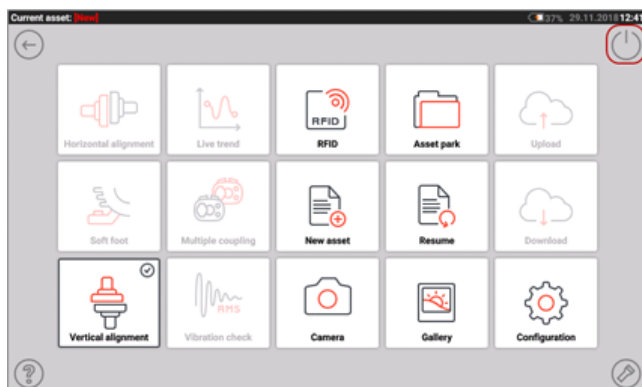 Current asset: [New] 37% 29.11.2018 12:41
RFID
Horizontal alignment Live trend RFID Asset park Upload
Soft foot Multiple coupling New asset Resume Download
RMS
Vertical alignment Vibration check Camera Gallery Configuration
?